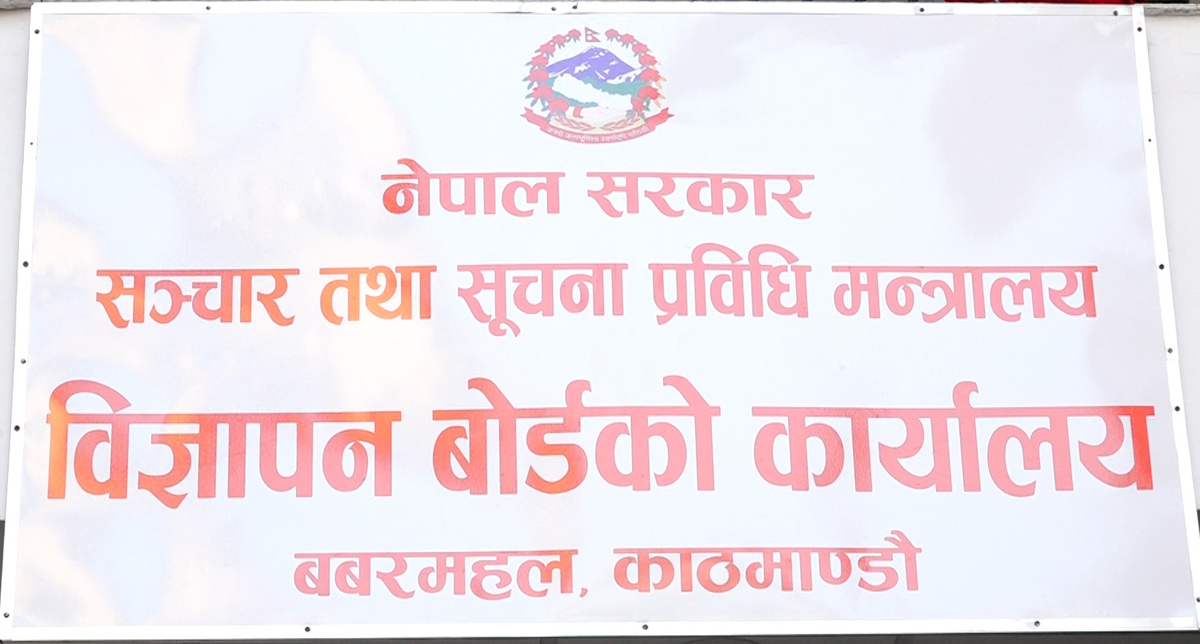 नेपाल सरकार
सञ्चार तथा सूचना प्रविधि मन्त्रालय
विज्ञापन बोर्डको कार्यालय
बबरमहल, काठमाण्डौ